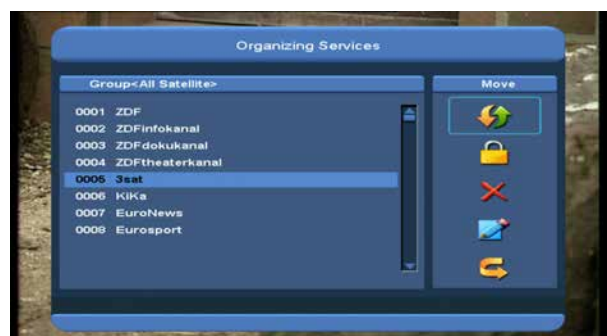 Organizing Services
Group<All Satellite>
Move
0001 ZDF
0002 ZDFinfokanal
0003 ZDFdokukanal
0004 ZDFtheaterkanal
0005 3sat
0006 KiKa
0007 EuroNews
0008 Eurosport